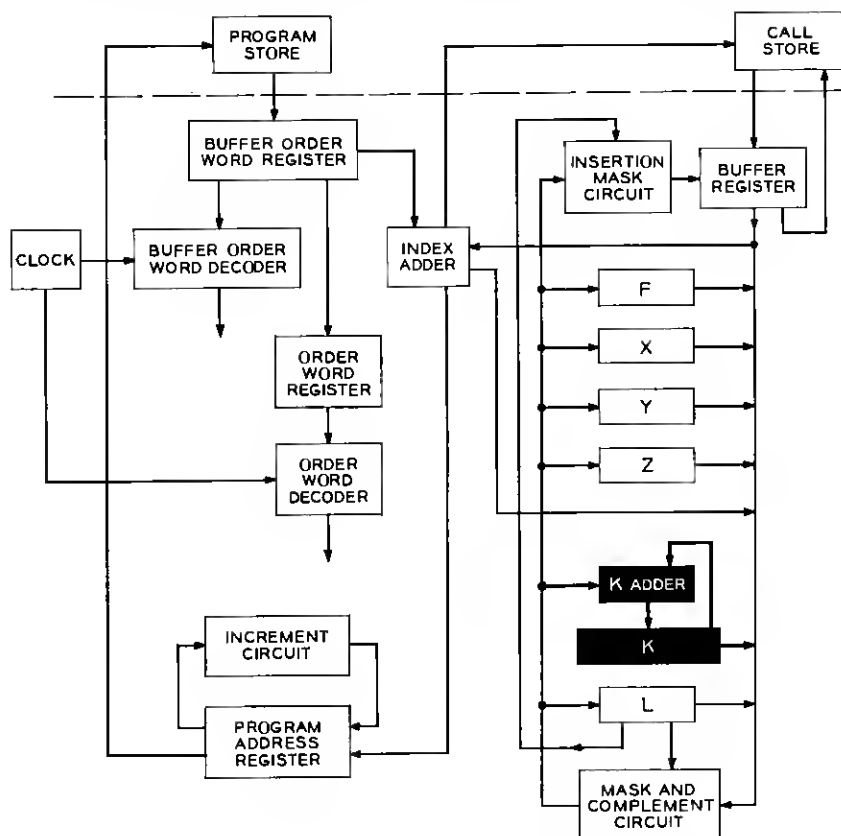 PROGRAM
STORE
CALL
STORE
BUFFER ORDER
WORD REGISTER
INSERTION
MASK
CIRCUIT
BUFFER
REGISTER
CLOCK
BUFFER ORDER
WORD DECODER
INDEX
ADDER
F
X
ORDER
WORD
REGISTER
Y
Z
ORDER
WORD
DECODER
K ADDER
K
INCREMENT
CIRCUIT
L
PROGRAM
ADDRESS
REGISTER
MASK AND
COMPLEMENT
CIRCUIT